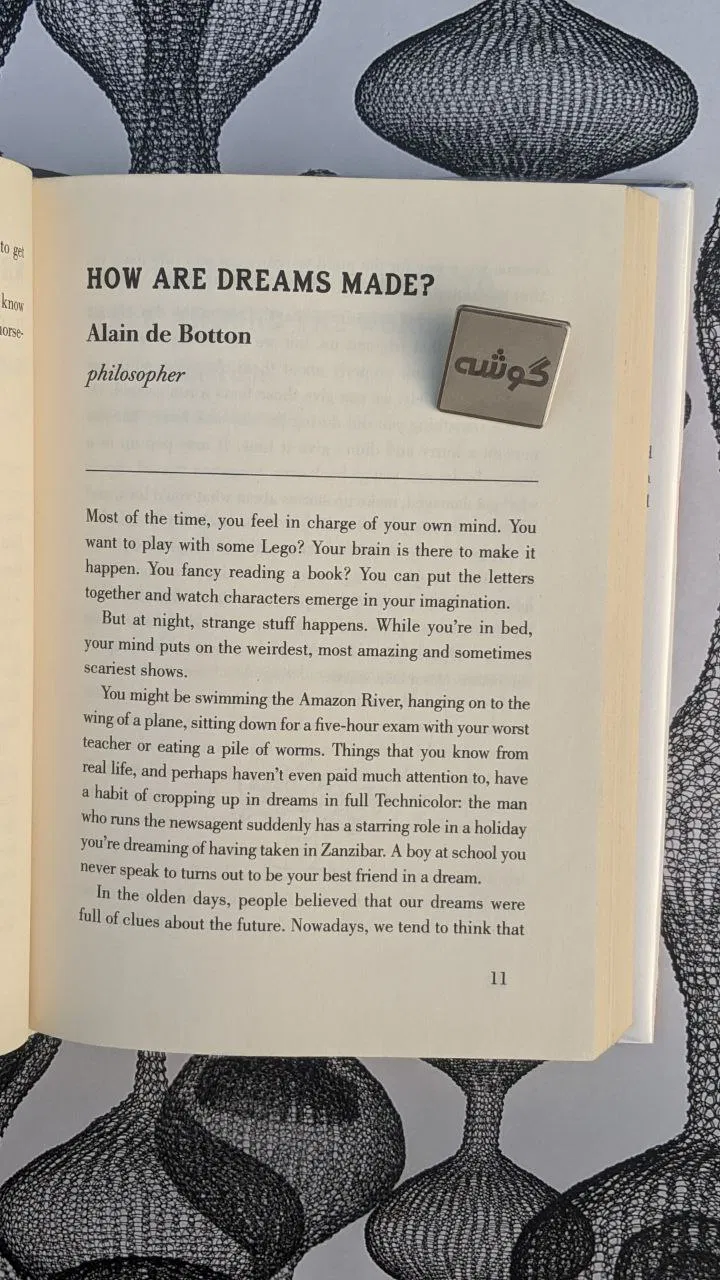 to get
know
HOW ARE DREAMS MADE?
Alain de Botton
philosopher
گوشه
Most of the time, you feel in charge of your own mind. You
want to play with some Lego? Your brain is there to make it
happen. You fancy reading a book? You can put the letters
together and watch characters emerge in your imagination.
But at night, strange stuff happens. While you're in bed,
your mind puts on the weirdest, most amazing and sometimes
scariest shows.
You might be swimming the Amazon River, hanging on to the
wing of a plane, sitting down for a five-hour exam with your worst
teacher or eating a pile of worms. Things that you know from
real life, and perhaps haven't even paid much attention to, have
a habit of cropping up in dreams in full Technicolor: the man
who runs the newsagent suddenly has a starring role in a holiday
you're dreaming of having taken in Zanzibar. A boy at school you
never speak to turns out to be your best friend in a dream.
In the olden days, people believed that our dreams were
full of clues about the future. Nowadays, we tend to think that
11